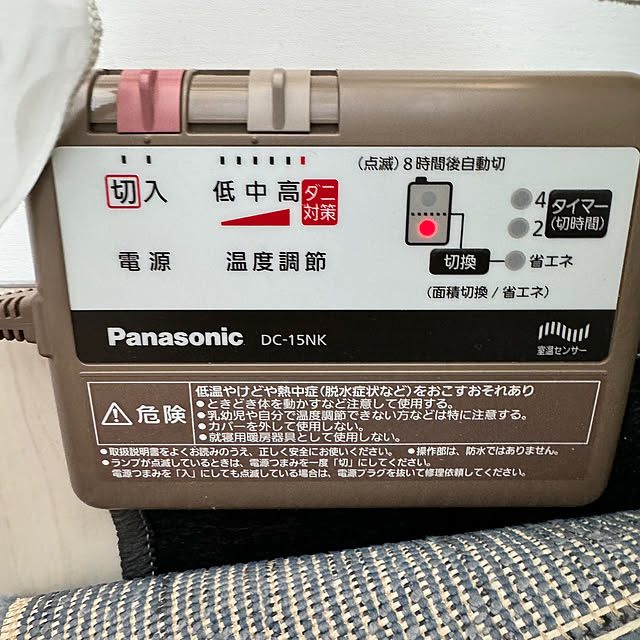 (点滅)8時間後自動切
切 入
低 中 高 ダニ対策
4
2
タイマー
(切時間)
電源
温度調節
切換
省エネ
(面積切換/省エネ)
Panasonic DC-15NK
室温センサー
危険
低温やけどや熱中症(脱水症状など)をおこすおそれあり
●ときどき体を動かすなど注意して使用する。
●乳幼児や自分で温度調節できない方などは特に注意する。
●カバーを外して使用しない。
●就寝用暖房器具として使用しない。
●取扱説明書をよくお読みのうえ、正しく安全にお使いください。 ●操作部は、防水ではありません。
●ランプが点滅しているときは、電源つまみを一度「切」にしてください。
電源つまみを「入」にしても点滅している場合は、電源プラグを抜いて修理依頼してください。